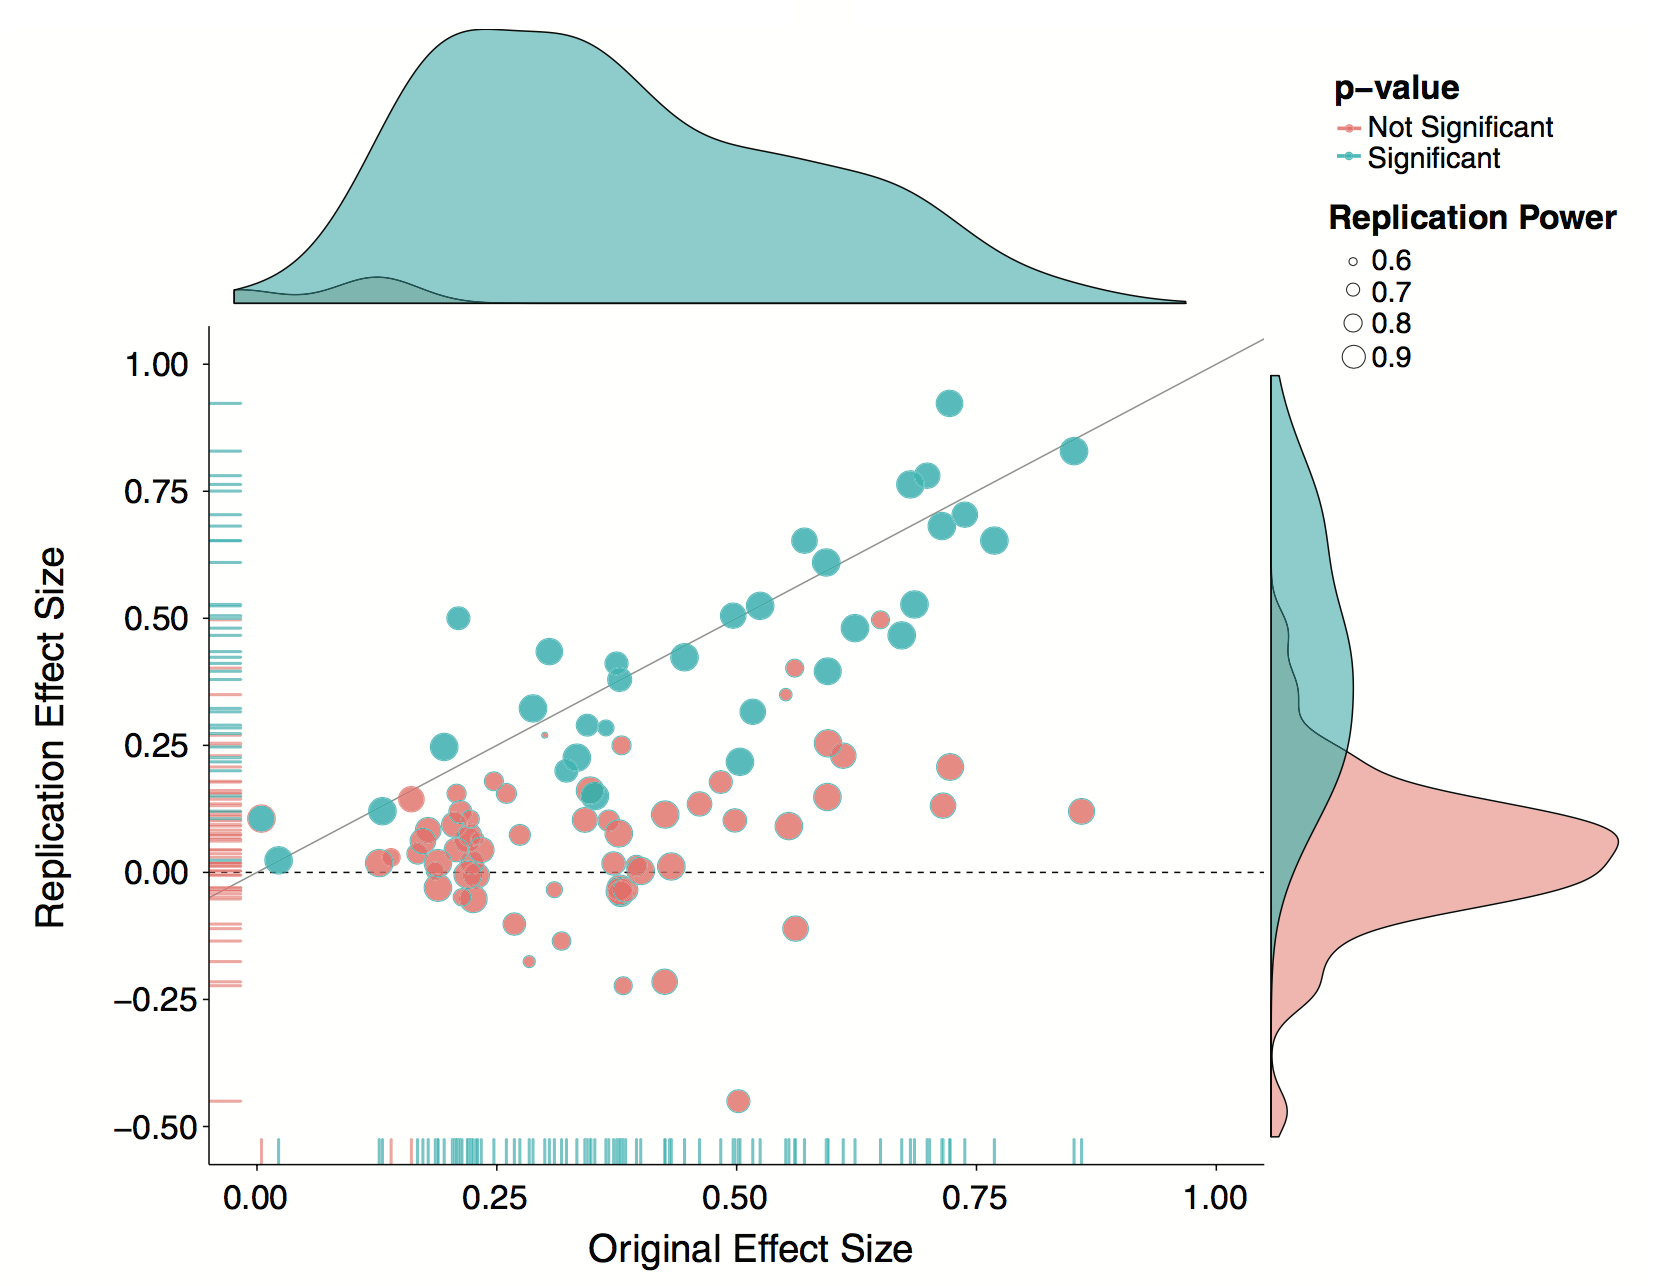 p−value
Not Significant
Significant
Replication Power
0.6
0.7
0.8
0.9
1.00
0.75
0.50
0.25
0.00
−0.25
−0.50
Replication Effect Size
0.00 0.25 0.50 0.75 1.00
Original Effect Size